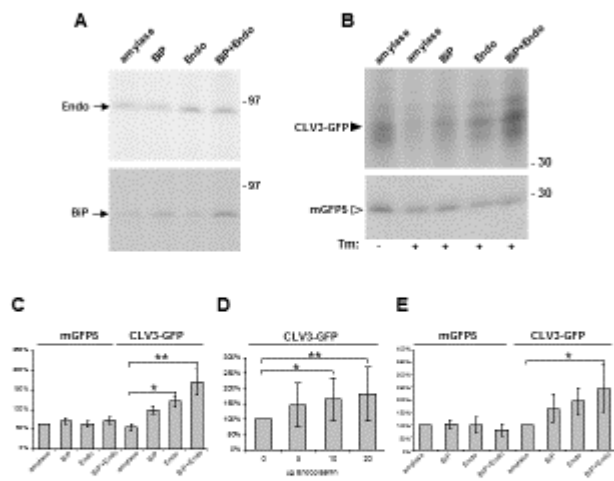 A
amylase BiP Endo BiP+Endo
Endo
- 97
- 97
BiP
B
amylase amylase BiP Endo BiP+Endo
CLV3-GFP
- 30
- 30
mGFP5
Tm: - + + + +
C
mGFP5 CLV3-GFP
**
*
amylase BiP Endo BiP+Endo amylase BiP Endo BiP+Endo
D
CLV3-GFP
**
*
0 5 10 20
µg endoplasmin
E
mGFP5 CLV3-GFP
*
amylase BiP Endo BiP+Endo amylase BiP Endo BiP+Endo